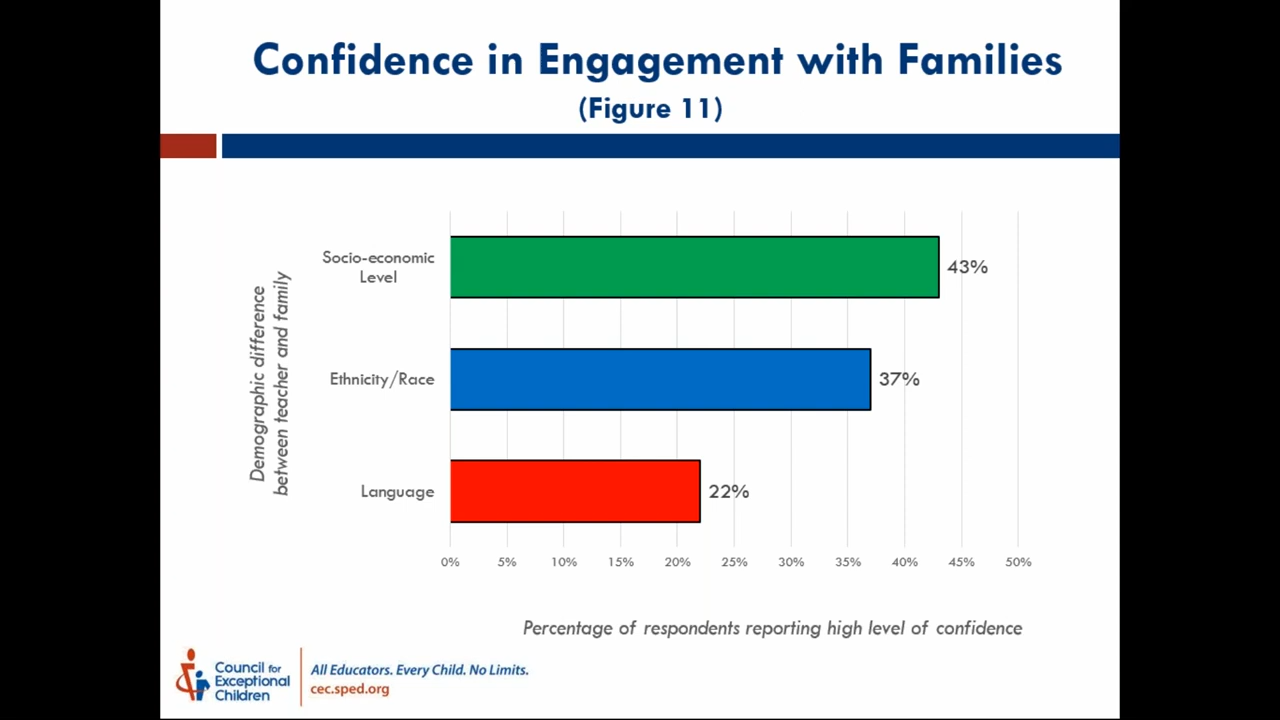 Confidence in Engagement with Families
(Figure 11)
Demographic difference
between teacher and family
Socio-economic
Level
43%
Ethnicity/Race
37%
Language
22%
0% 5% 10% 15% 20% 25% 30% 35% 40% 45% 50%
Percentage of respondents reporting high level of confidence
Council for
Exceptional
Children
All Educators. Every Child. No Limits.
cec.sped.org